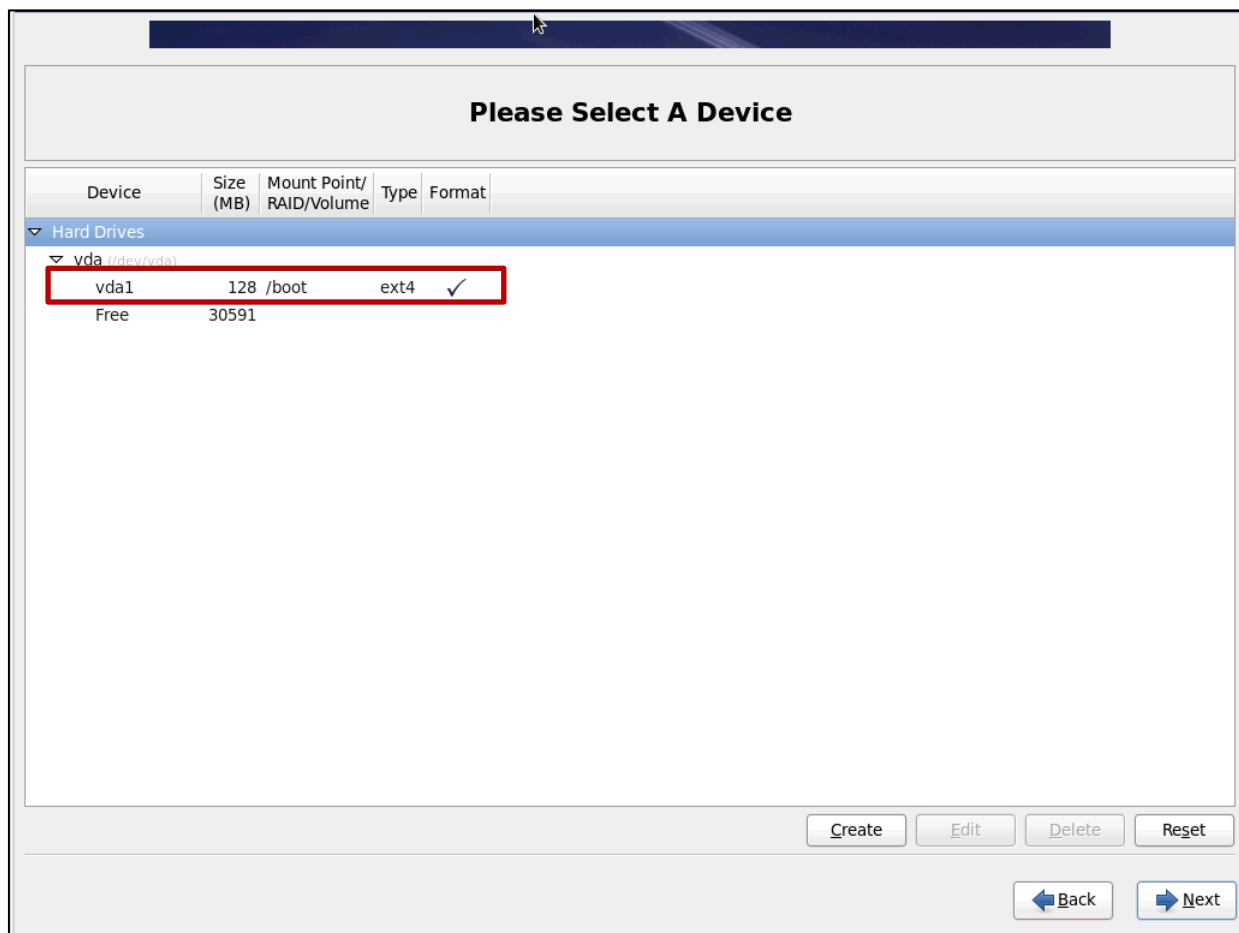 Please Select A Device
Device Size (MB) Mount Point/ RAID/Volume Type Format
Hard Drives
vda (/dev/vda)
vda1 128 /boot ext4
Free 30591
Create Edit Delete Reset
Back Next